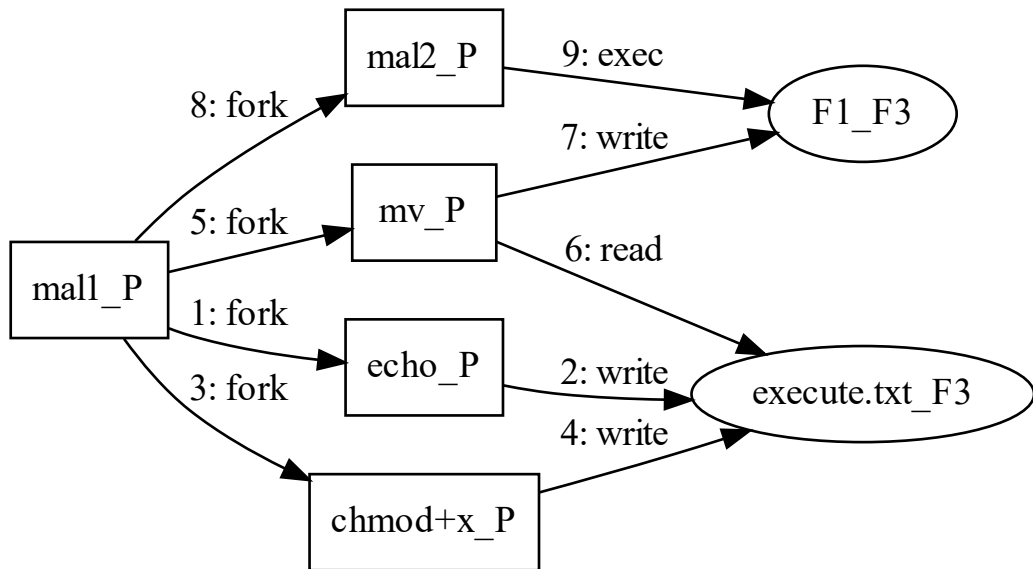 mal2_P
9: exec
F1_F3
8: fork
7: write
mv_P
5: fork
6: read
mal1_P
1: fork
echo_P
2: write
execute.txt_F3
3: fork
4: write
chmod+x_P